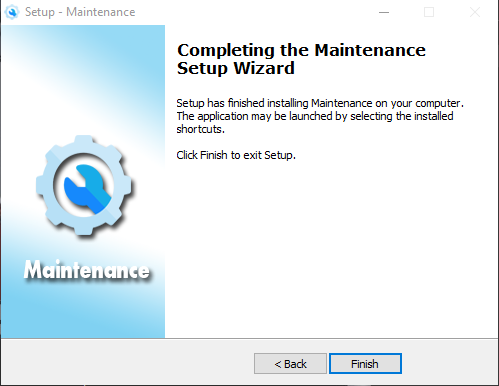 Setup - Maintenance
Completing the Maintenance
Setup Wizard
Setup has finished installing Maintenance on your computer.
The application may be launched by selecting the installed
shortcuts.
Click Finish to exit Setup.
Maintenance
< Back
Finish